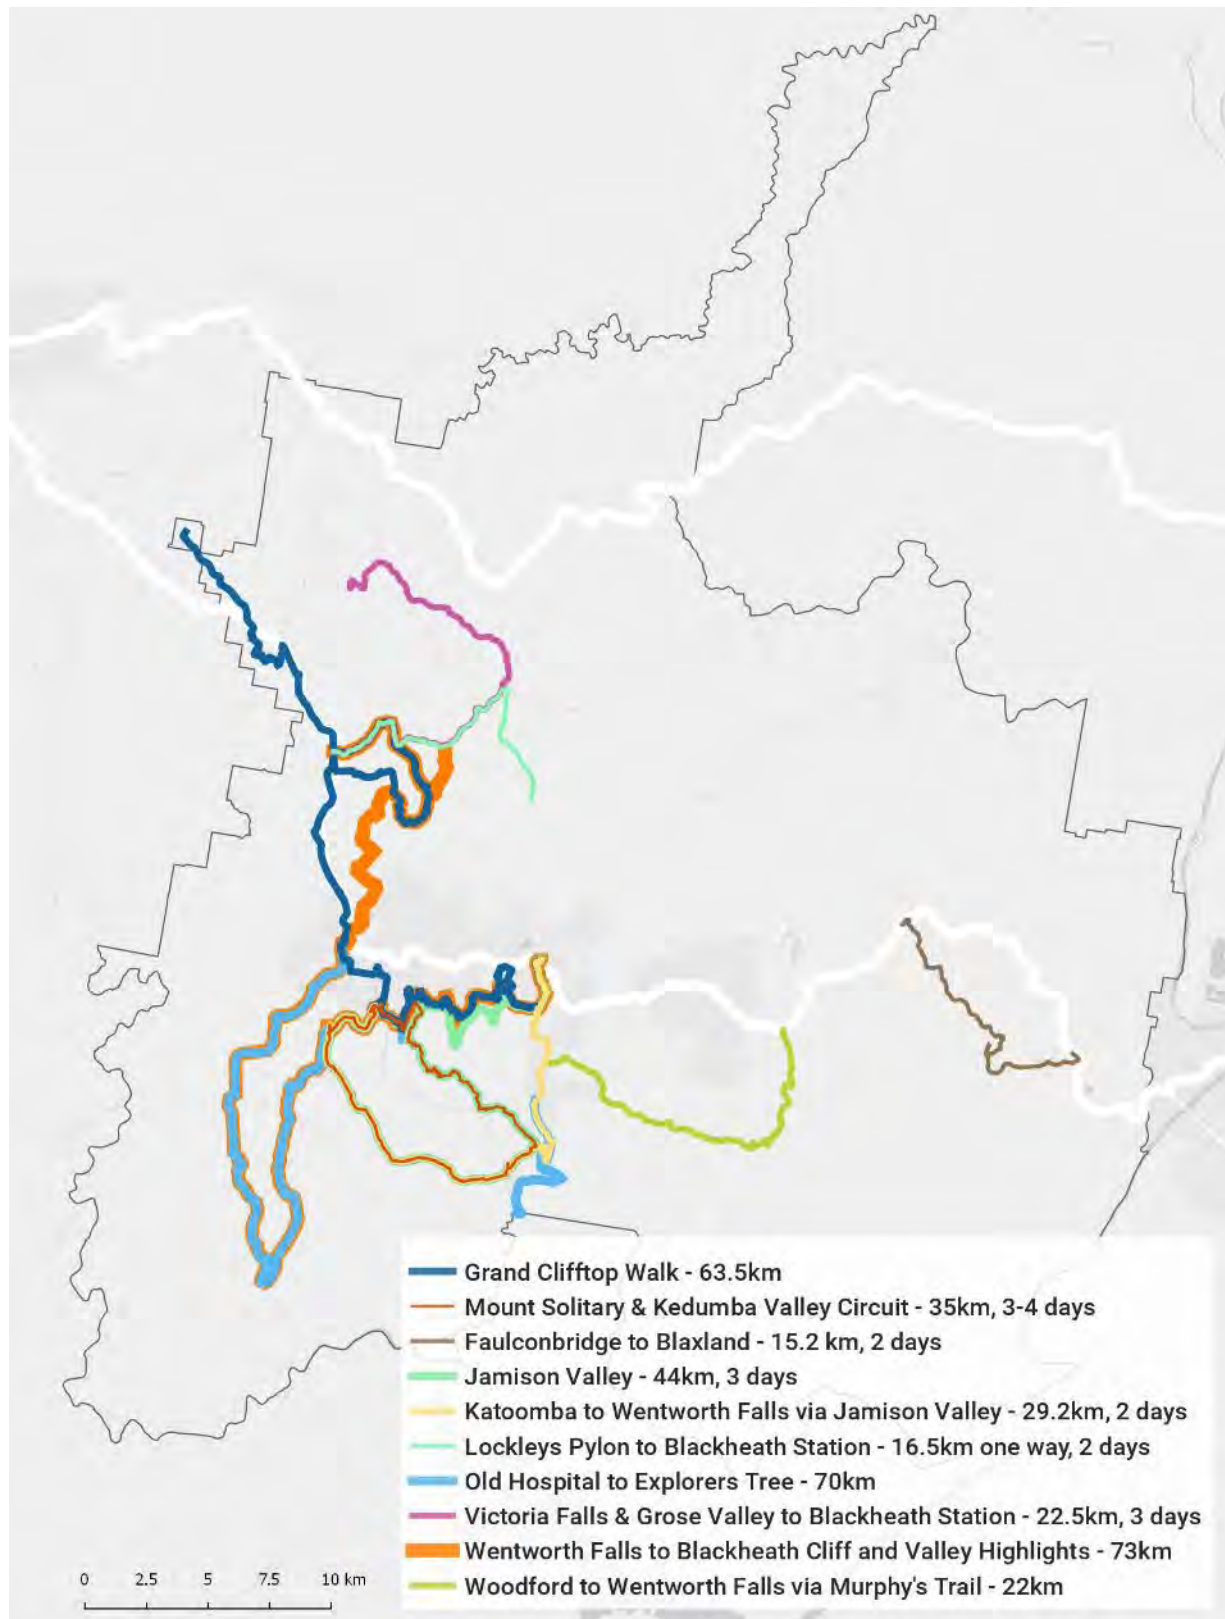 Grand Clifftop Walk - 63.5km
Mount Solitary & Kedumba Valley Circuit - 35km, 3-4 days
Faulconbridge to Blaxland - 15.2 km, 2 days
Jamison Valley - 44km, 3 days
Katoomba to Wentworth Falls via Jamison Valley - 29.2km, 2 days
Lockleys Pylon to Blackheath Station - 16.5km one way, 2 days
Old Hospital to Explorers Tree - 70km
Victoria Falls & Grose Valley to Blackheath Station - 22.5km, 3 days
Wentworth Falls to Blackheath Cliff and Valley Highlights - 73km
Woodford to Wentworth Falls via Murphy's Trail - 22km
0 2.5 5 7.5 10 km